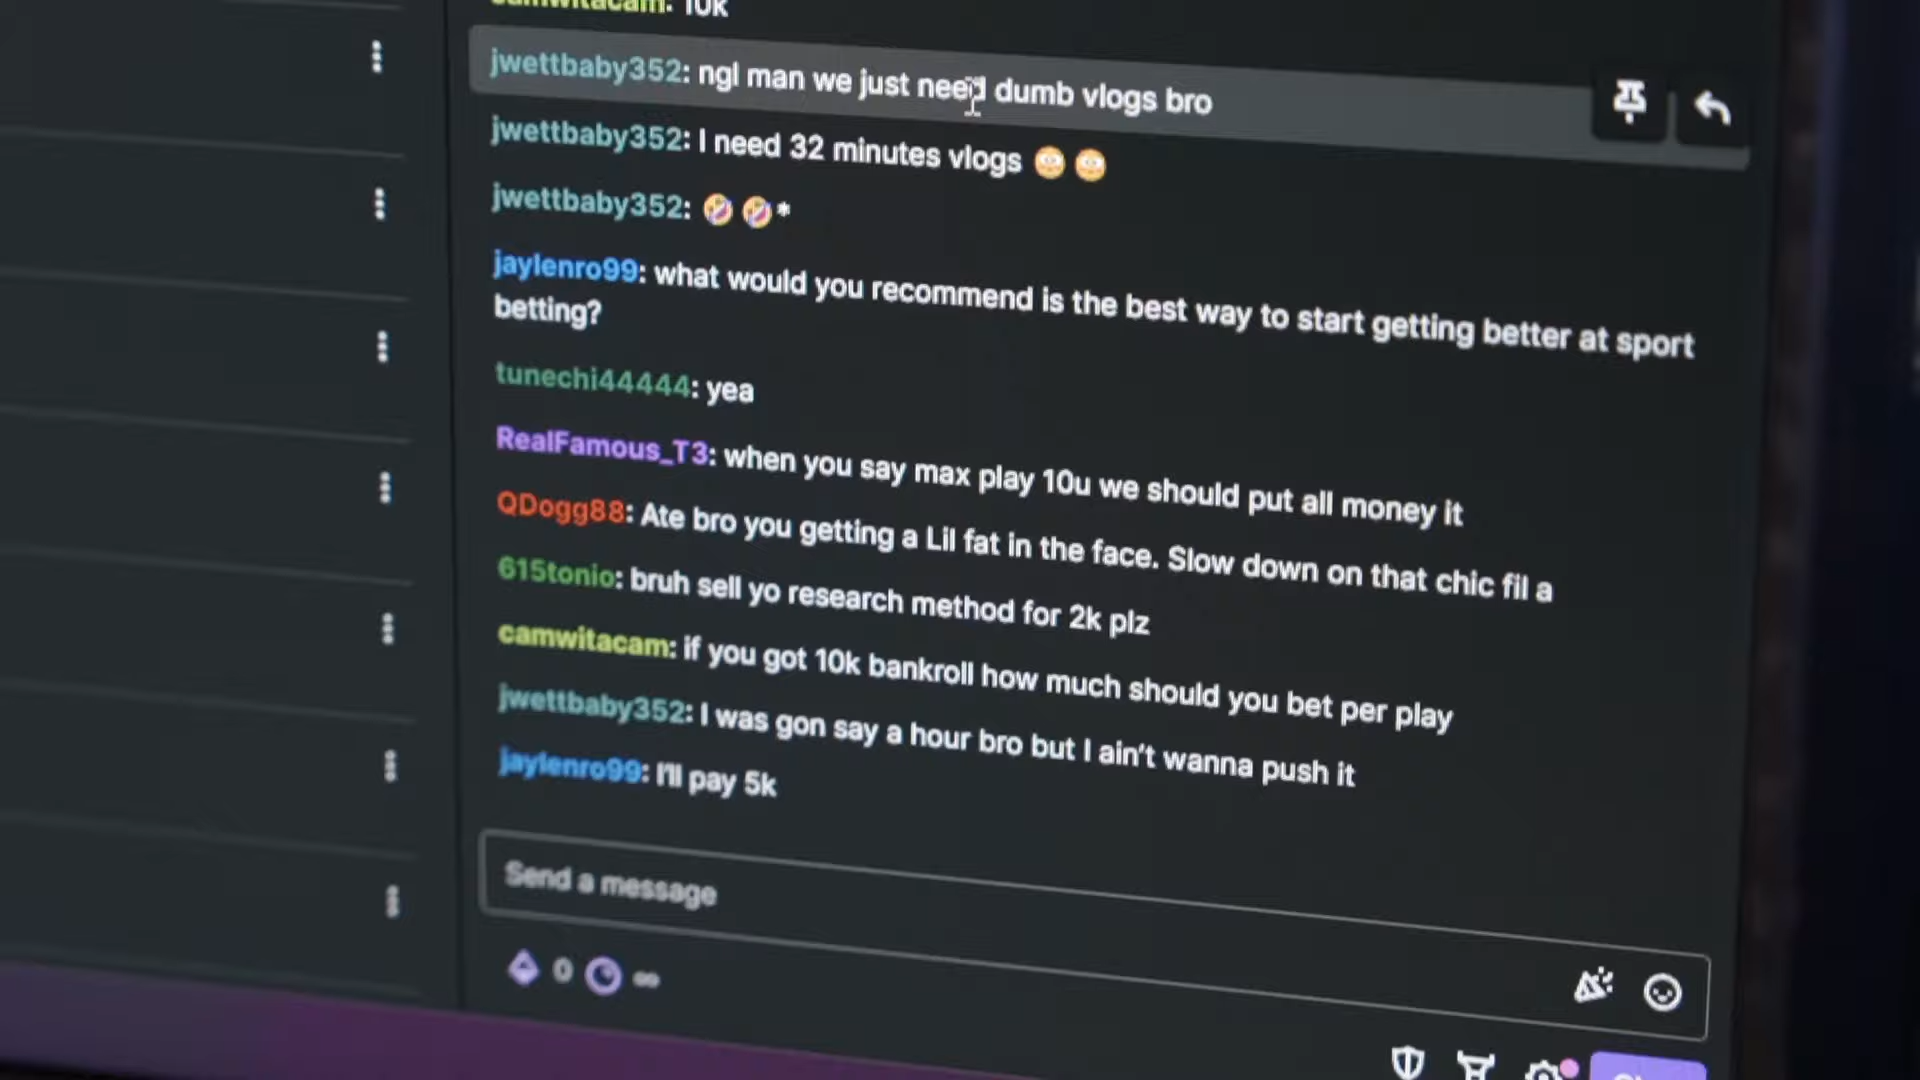 camwitacam: 10k
jwettbaby352: ngl man we just need dumb vlogs bro
jwettbaby352: I need 32 minutes vlogs 😳 😳
jwettbaby352: 🤣 🤣*
jaylenro99: what would you recommend is the best way to start getting better at sport
betting?
tunechi44444: yea
RealFamous_T3: when you say max play 10u we should put all money it
QDogg88: Ate bro you getting a Lil fat in the face. Slow down on that chic fil a
615tonio: bruh sell yo research method for 2k plz
camwitacam: if you got 10k bankroll how much should you bet per play
jwettbaby352: I was gon say a hour bro but I ain't wanna push it
jaylenro99: I'll pay 5k
Send a message
0 ∞